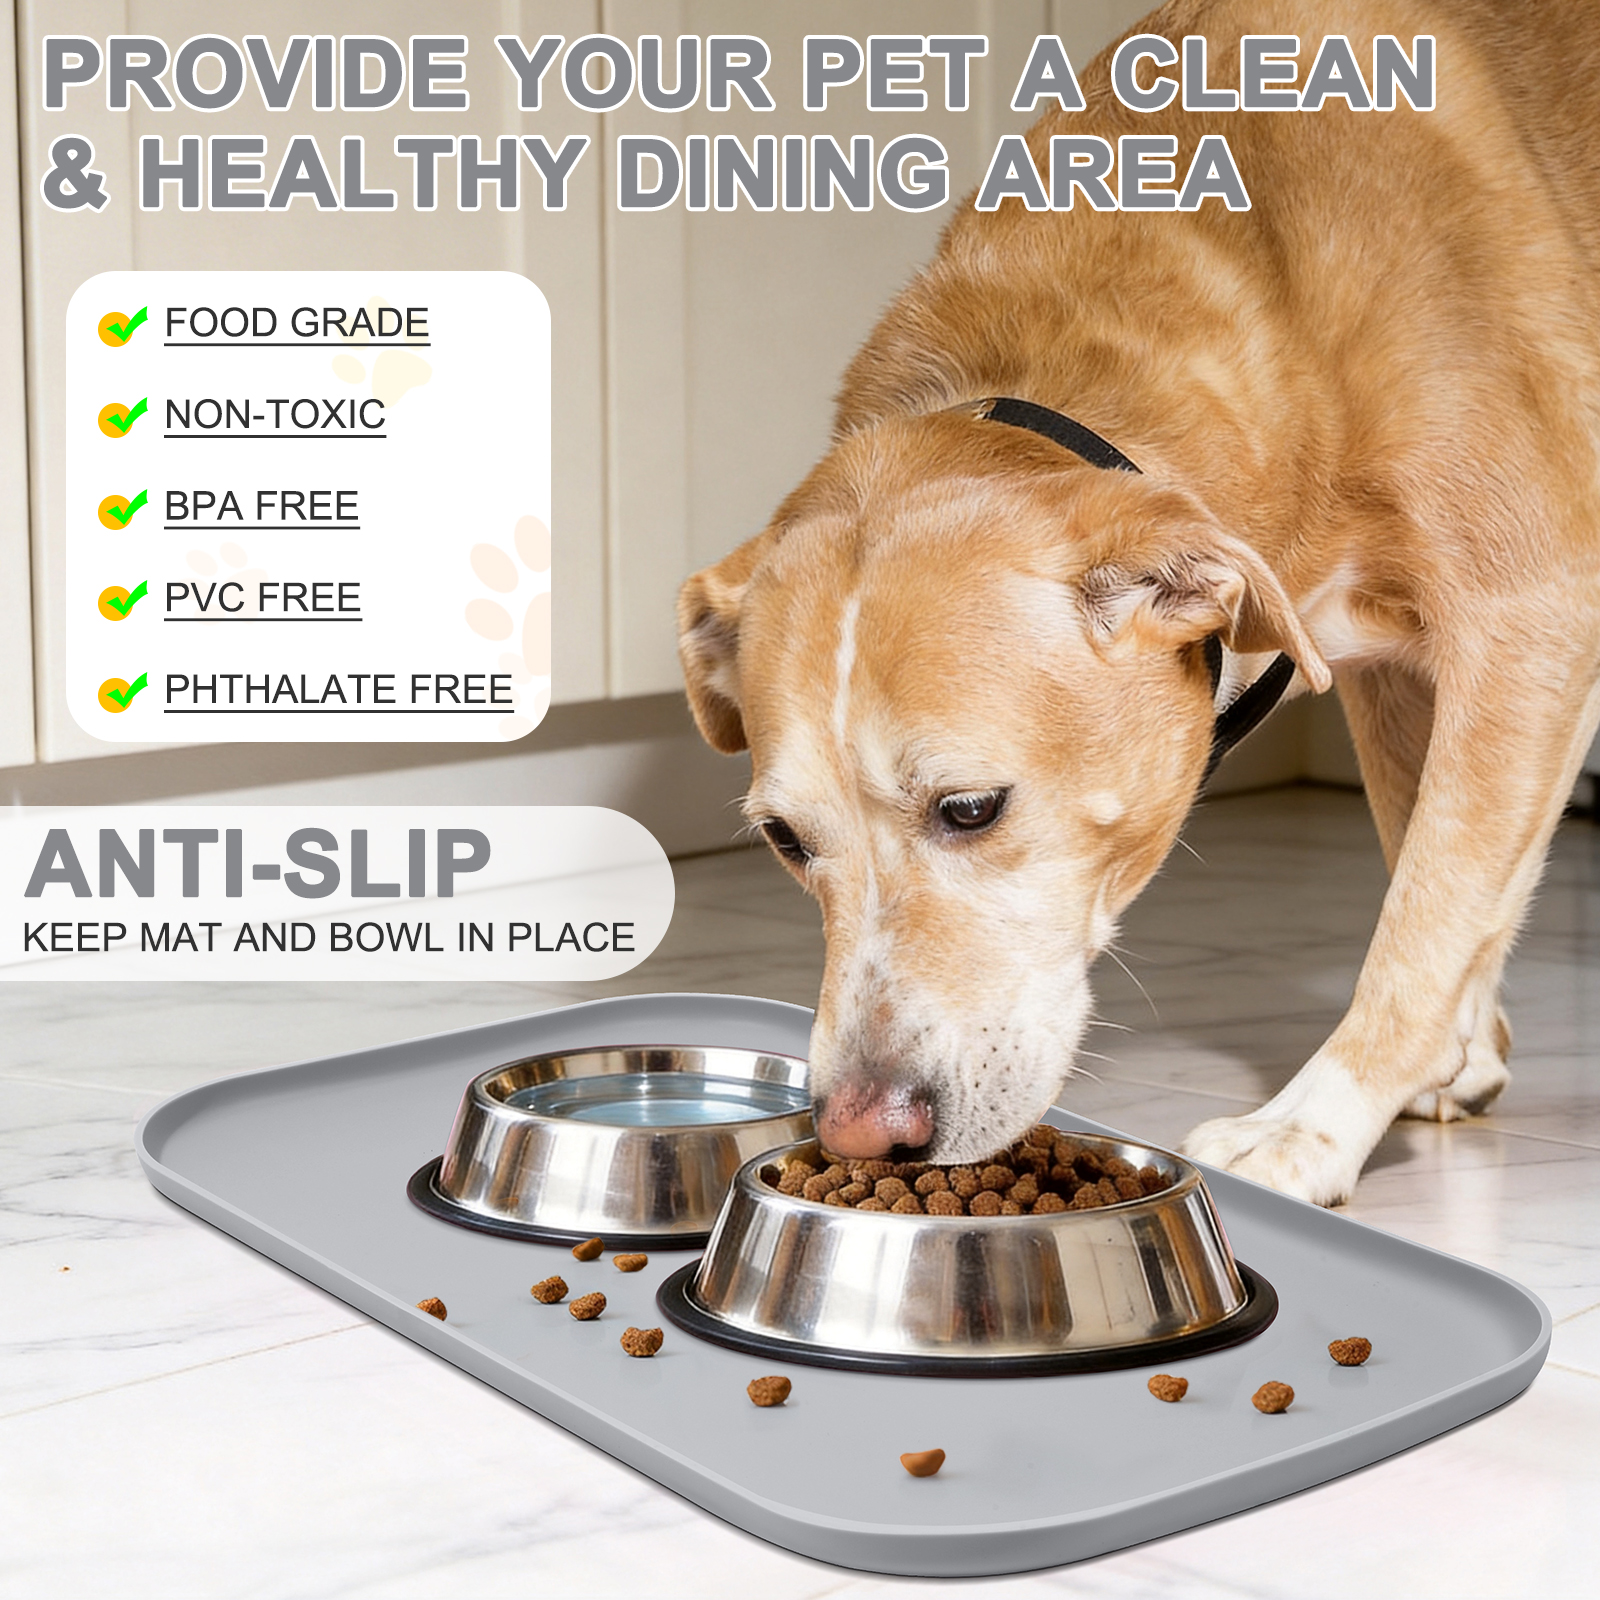 PROVIDE YOUR PET A CLEAN
& HEALTHY DINING AREA
FOOD GRADE
NON-TOXIC
BPA FREE
PVC FREE
PHTHALATE FREE
ANTI-SLIP
KEEP MAT AND BOWL IN PLACE